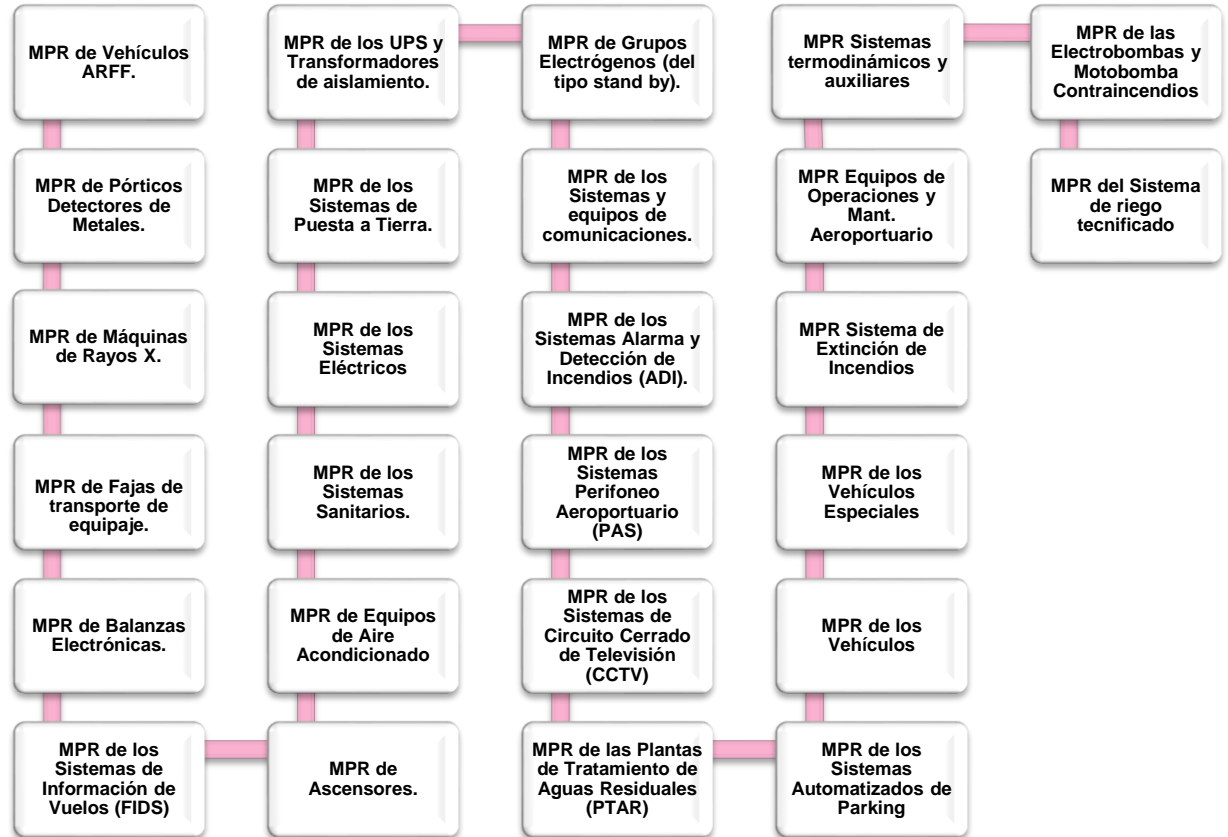 MPR de Vehículos
ARFF.
MPR de Pórticos
Detectores de
Metales.
MPR de Máquinas
de Rayos X.
MPR de Fajas de
transporte de
equipaje.
MPR de Balanzas
Electrónicas.
MPR de los
Sistemas de
Información de
Vuelos (FIDS)
MPR de
Ascensores.
MPR de Equipos
de Aire
Acondicionado
MPR de los
Sistemas
Sanitarios.
MPR de los
Sistemas
Eléctricos
MPR de los
Sistemas de
Puesta a Tierra.
MPR de los UPS y
Transformadores
de aislamiento.
MPR de Grupos
Electrógenos (del
tipo stand by).
MPR de los
Sistemas y
equipos de
comunicaciones.
MPR de los
Sistemas Alarma y
Detección de
Incendios (ADI).
MPR de los
Sistemas
Perifoneo
Aeroportuario
(PAS)
MPR de los
Sistemas de
Circuito Cerrado
de Televisión
(CCTV)
MPR de las Plantas
de Tratamiento de
Aguas Residuales
(PTAR)
MPR de los
Sistemas
Automatizados de
Parking
MPR de los
Vehículos
MPR de los
Vehículos
Especiales
MPR Sistema de
Extinción de
Incendios
MPR Equipos de
Operaciones y
Mant.
Aeroportuario
MPR Sistemas
termodinámicos y
auxiliares
MPR de las
Electrobombas y
Motobomba
Contraincendios
MPR del Sistema
de riego
tecnificado